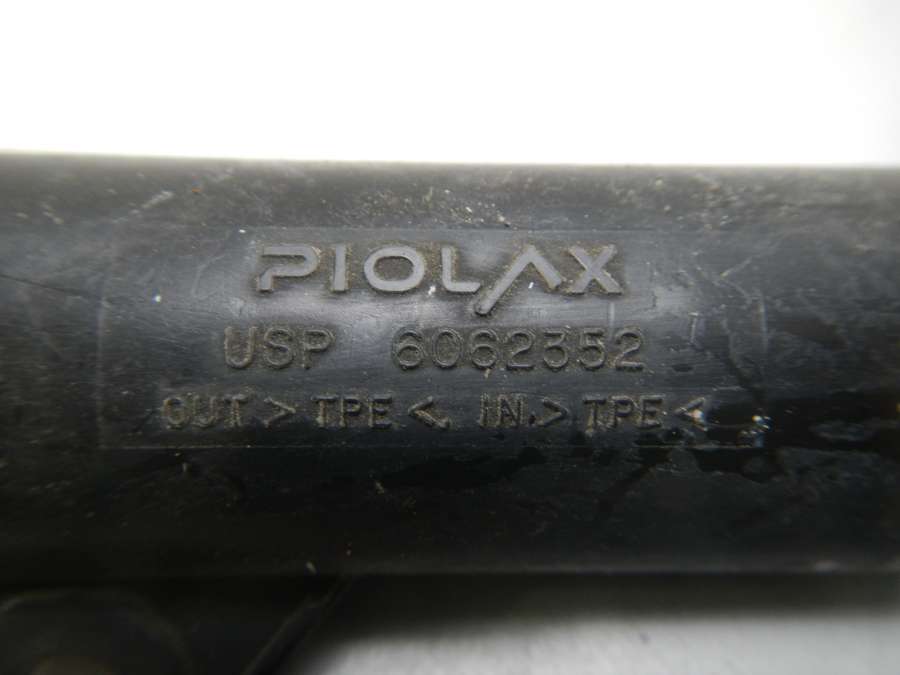 PIOLAX
USP 6062352
OUT > TPE < IN > TPE <